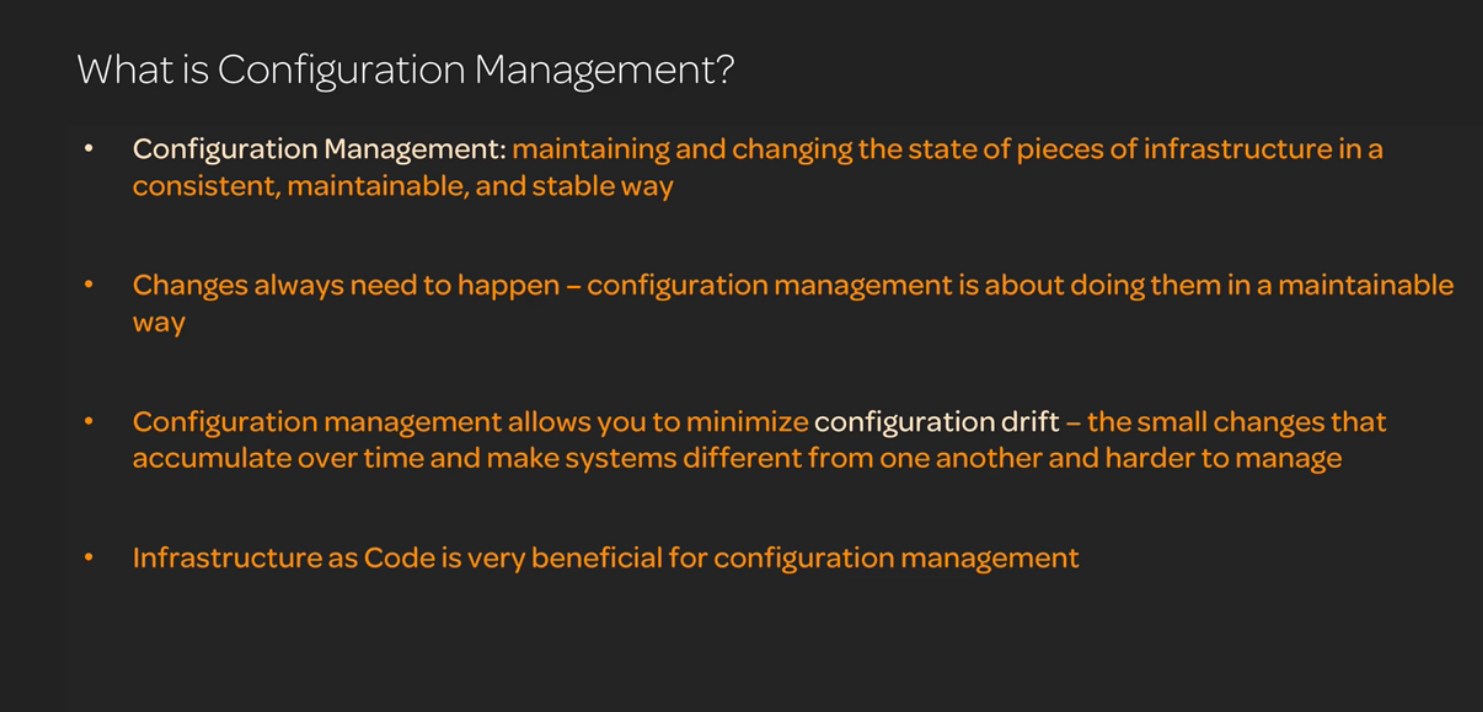 What is Configuration Management?
• Configuration Management: maintaining and changing the state of pieces of infrastructure in a
consistent, maintainable, and stable way
• Changes always need to happen – configuration management is about doing them in a maintainable
way
• Configuration management allows you to minimize configuration drift – the small changes that
accumulate over time and make systems different from one another and harder to manage
• Infrastructure as Code is very beneficial for configuration management